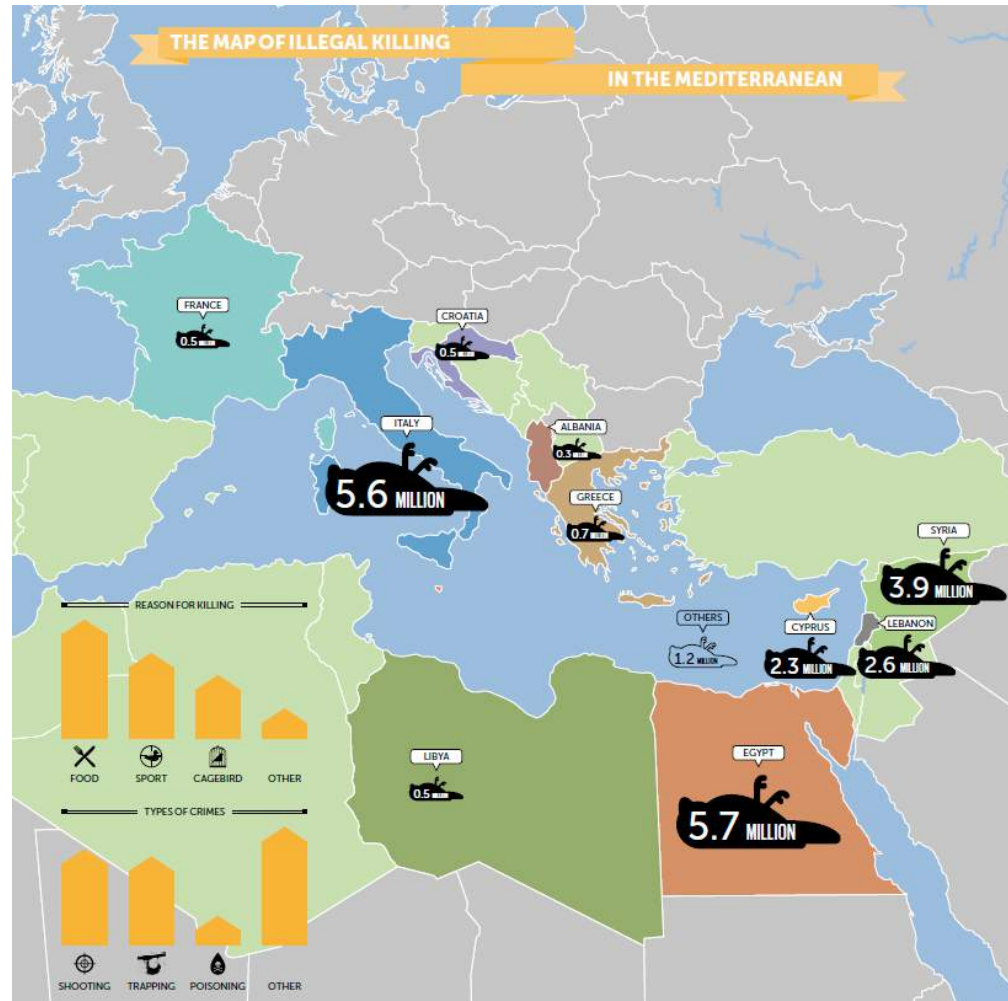 THE MAP OF ILLEGAL KILLING
IN THE MEDITERRANEAN
FRANCE
0.5
CROATIA
0.5
ITALY
5.6 MILLION
ALBANIA
0.3
GREECE
0.7
SYRIA
3.9 MILLION
OTHERS
1.2 MILLION
CYPRUS
2.3 MILLION
LEBANON
2.6 MILLION
LIBYA
0.5
EGYPT
5.7 MILLION
REASON FOR KILLING
FOOD SPORT CAGEBIRD OTHER
TYPES OF CRIMES
SHOOTING TRAPPING POISONING OTHER